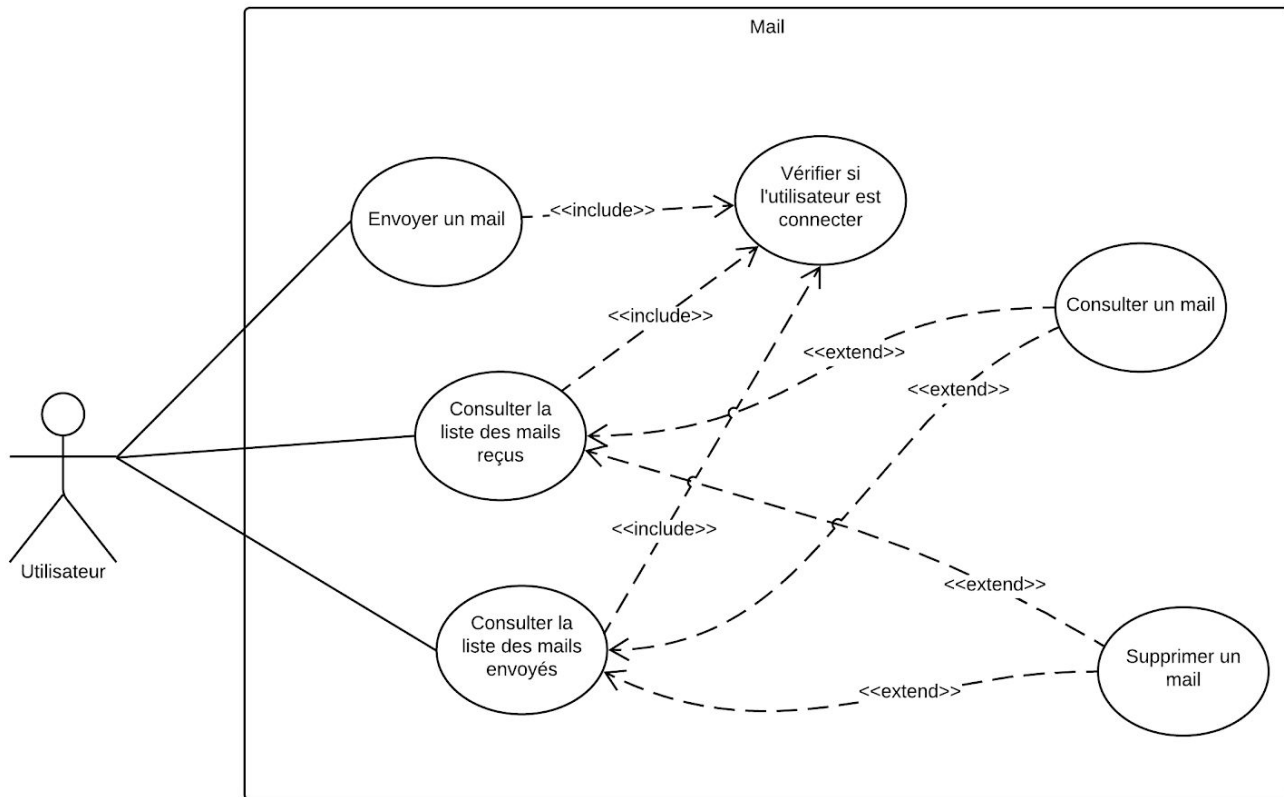 Mail
Vérifier si
l'utilisateur est
connecter
Envoyer un mail
<<include>>
Consulter un mail
<<include>>
<<extend>>
<<extend>>
Consulter la
liste des mails
reçus
<<include>>
Utilisateur
<<extend>>
Consulter la
liste des mails
envoyés
Supprimer un
mail
<<extend>>